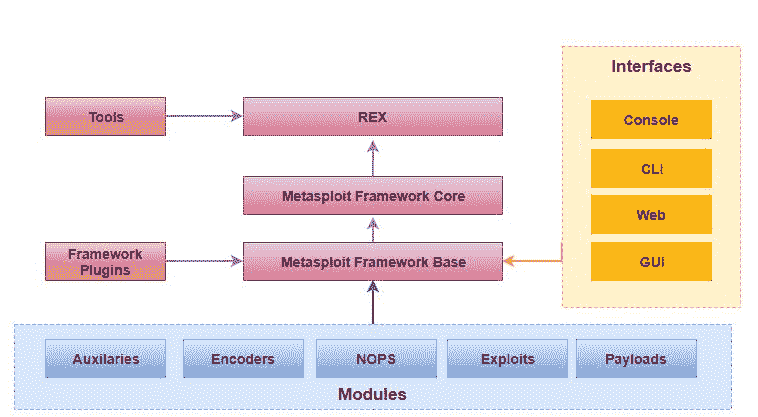 Interfaces
Tools
REX
Console
CLI
Metasploit Framework Core
Web
Framework
Plugins
Metasploit Framework Base
GUI
Auxilaries
Encoders
NOPS
Exploits
Payloads
Modules